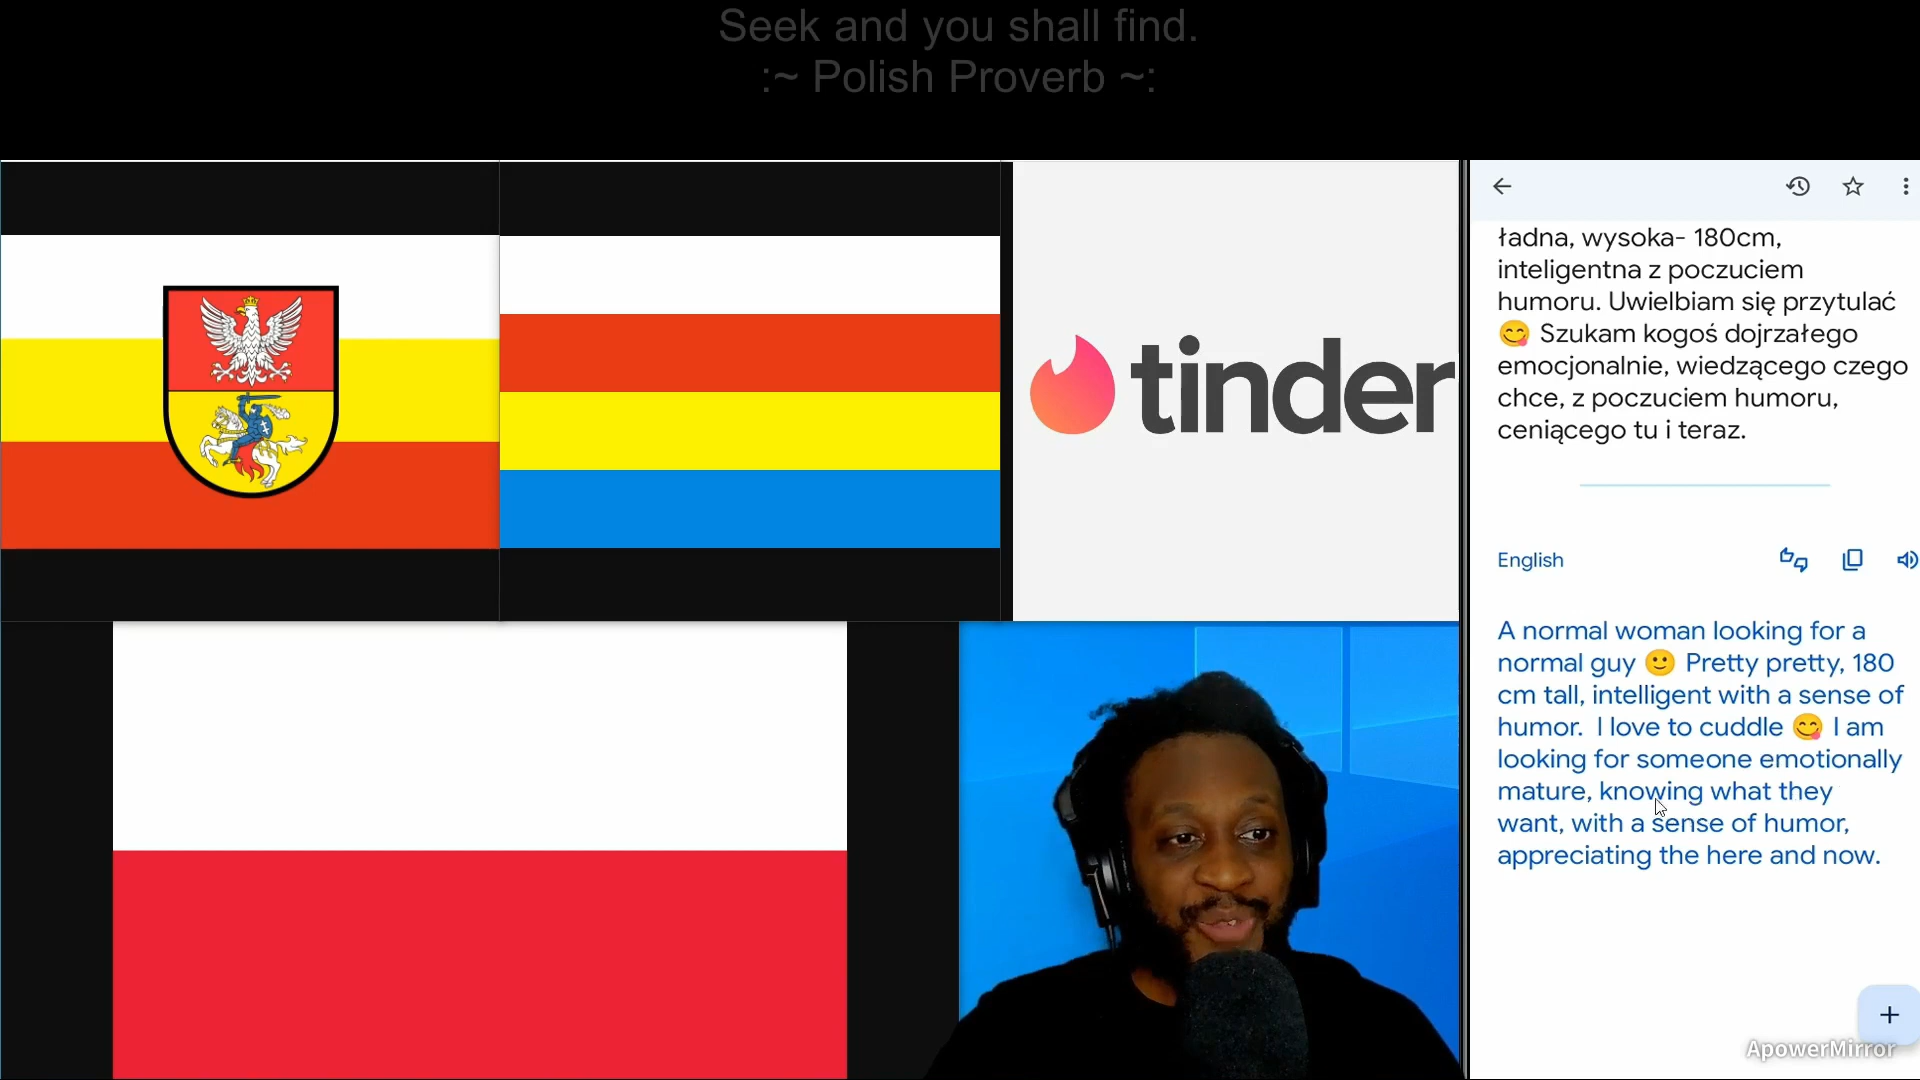 Seek and you shall find.
:~ Polish Proverb ~:
tinder
ładna, wysoka- 180cm,
inteligentna z poczuciem
humoru. Uwielbiam się przytulać
😋 Szukam kogoś dojrzałego
emocjonalnie, wiedzącego czego
chce, z poczuciem humoru,
ceniącego tu i teraz.
English
A normal woman looking for a
normal guy 🙂 Pretty pretty, 180
cm tall, intelligent with a sense of
humor. I love to cuddle 😋 I am
looking for someone emotionally
mature, knowing what they
want, with a sense of humor,
appreciating the here and now.
ApowerMirror